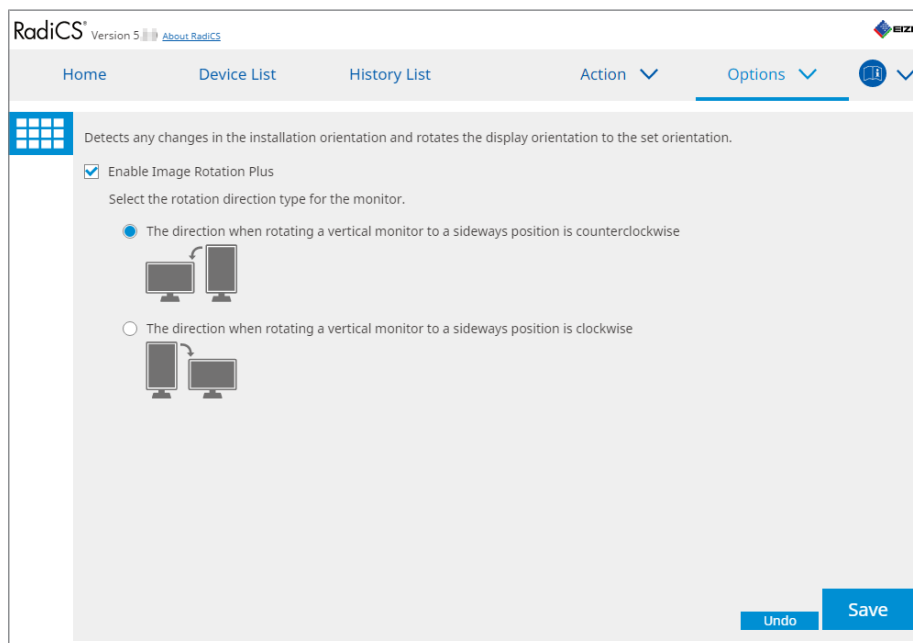 RadiCS® Version 5. About RadiCS
EIZ
Home Device List History List Action Options
Detects any changes in the installation orientation and rotates the display orientation to the set orientation.
Enable Image Rotation Plus
Select the rotation direction type for the monitor.
The direction when rotating a vertical monitor to a sideways position is counterclockwise
The direction when rotating a vertical monitor to a sideways position is clockwise
Undo Save